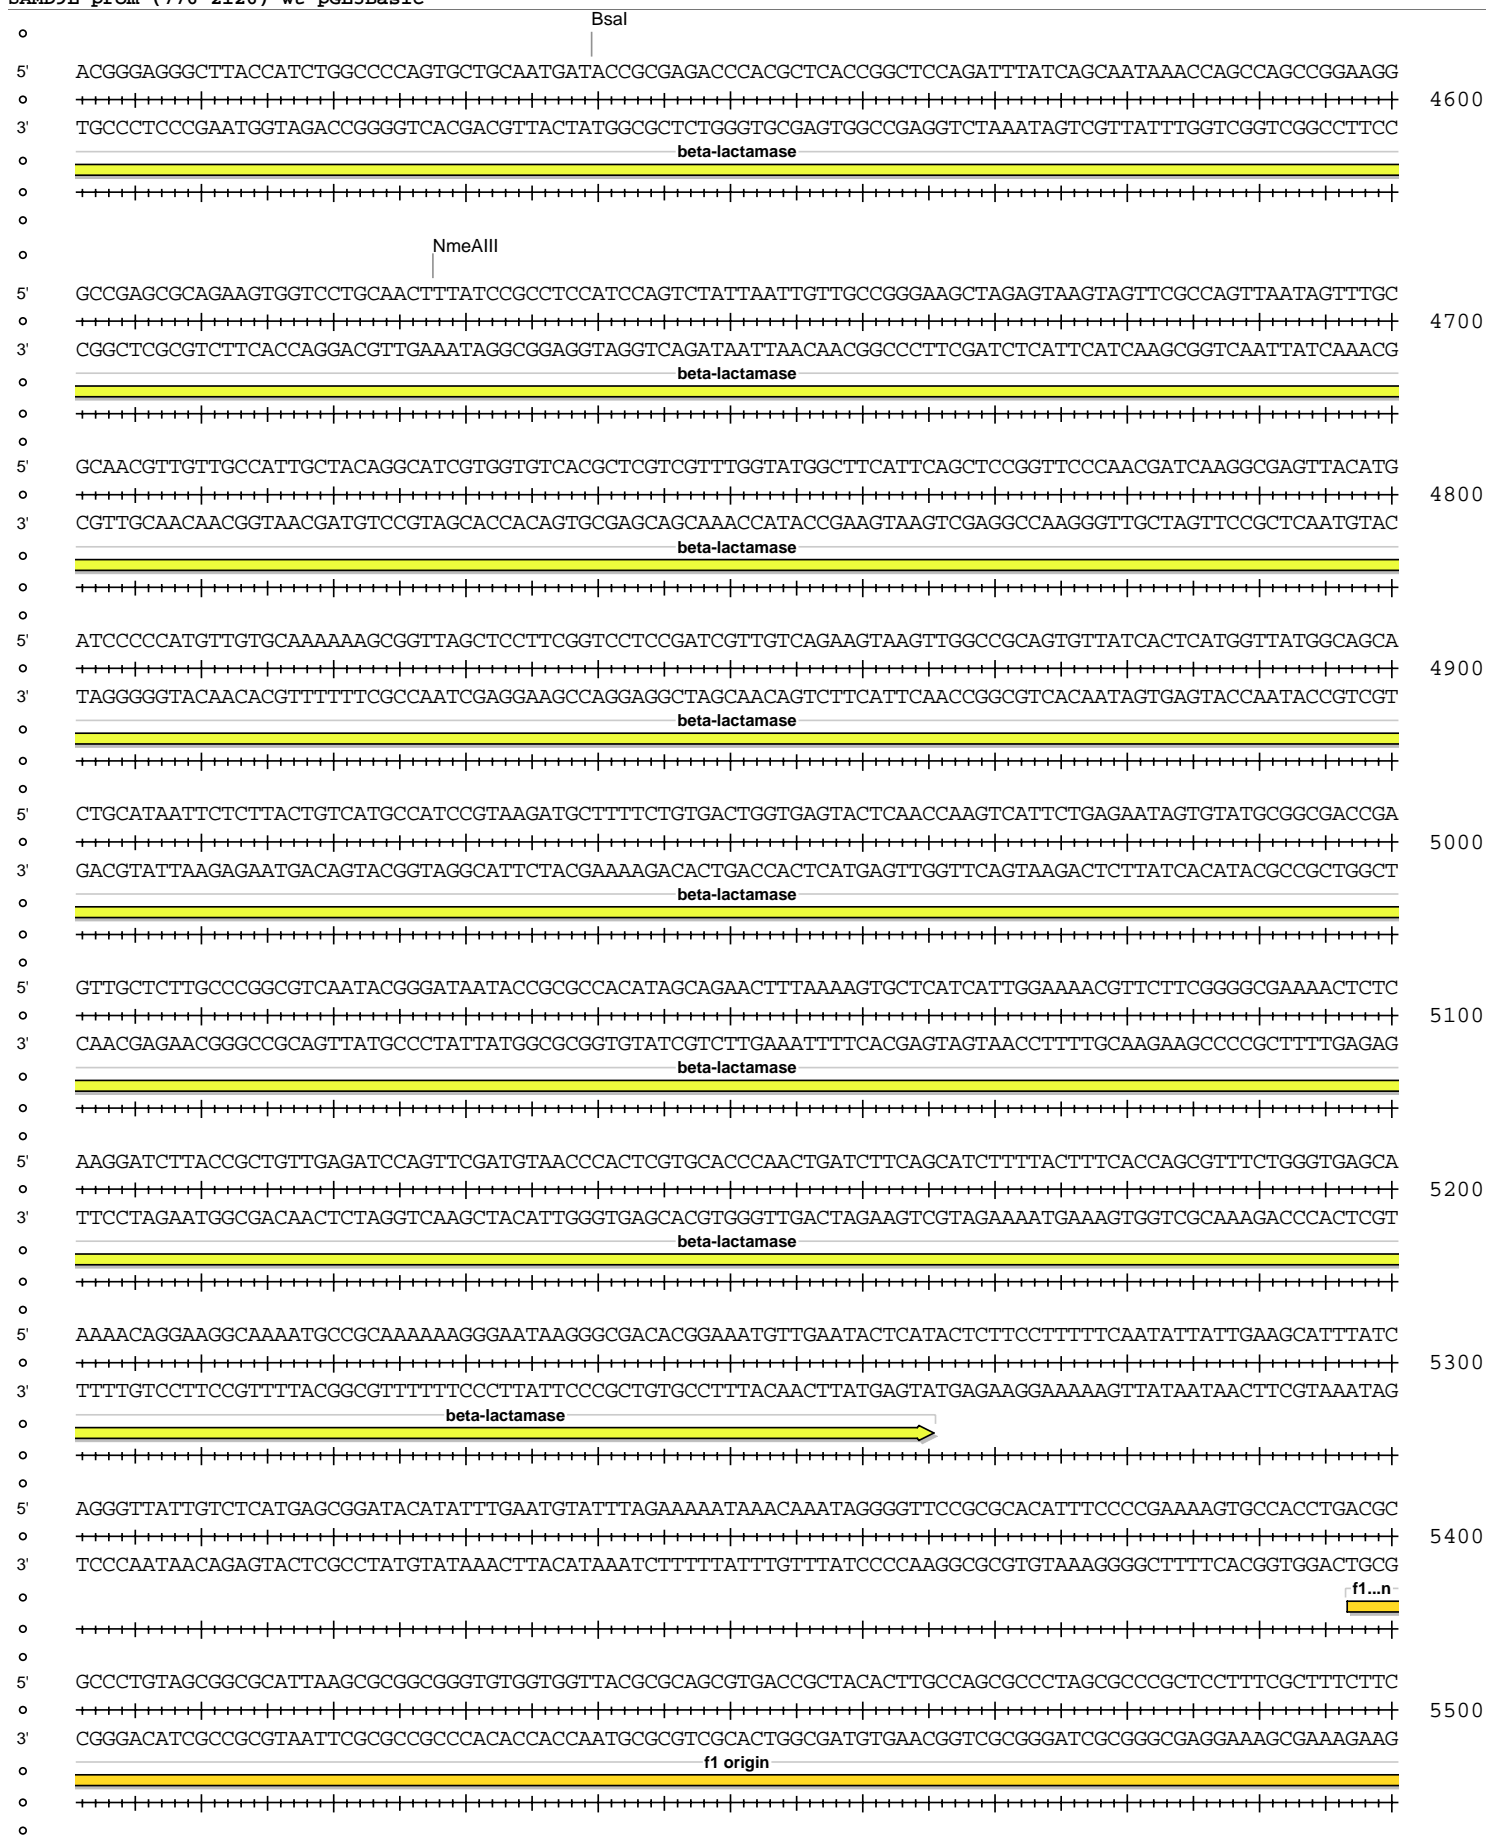 BsaI
5' ACGGGAGGGCTTACCATCTGGCCCCAGTGCTGCAATGATACCGCGAGACCCACGCTCACCGGCTCCAGATTTATCAGCAATAAACCAGCCAGCCGGAAGG
4600
3' TGCCCTCCCGAATGGTAGACCGGGGTCACGACGTTACTATGGCGCTCTGGGTGCGAGTGGCCGAGGTCTAAATAGTCGTTATTTGGTCGGTCGGCCTTCC
beta-lactamase
NmeAIII
5' GCCGAGCGCAGAAGTGGTCCTGCAACTTTATCCGCCTCCATCCAGTCTATTAATTGTTGCCGGGAAGCTAGAGTAAGTAGTTCGCCAGTTAATAGTTTGC
4700
3' CGGCTCGCGTCTTCACCAGGACGTTGAAATAGGCGGAGGTAGGTCAGATAATTAACAACGGCCCTTCGATCTCATTCATCAAGCGGTCAATTATCAAACG
beta-lactamase
5' GCAACGTTGTTGCCATTGCTACAGGCATCGTGGTGTCACGCTCGTCGTTTGGTATGGCTTCATTCAGCTCCGGTTCCCAACGATCAAGGCGAGTTACATG
4800
3' CGTTGCAACAACGGTAACGATGTCCGTAGCACCACAGTGCGAGCAGCAAACCATACCGAAGTAAGTCGAGGCCAAGGGTTGCTAGTTCCGCTCAATGTAC
beta-lactamase
5' ATCCCCCATGTTGTGCAAAAAAGCGGTTAGCTCCTTCGGTCCTCCGATCGTTGTCAGAAGTAAGTTGGCCGCAGTGTTATCACTCATGGTTATGGCAGCA
4900
3' TAGGGGGTACAACACGTTTTTTCGCCAATCGAGGAAGCCAGGAGGCTAGCAACAGTCTTCATTCAACCGGCGTCACAATAGTGAGTACCAATACCGTCGT
beta-lactamase
5' CTGCATAATTCTCTTACTGTCATGCCATCCGTAAGATGCTTTTCTGTGACTGGTGAGTACTCAACCAAGTCATTCTGAGAATAGTGTATGCGGCGACCGA
5000
3' GACGTATTAAGAGAATGACAGTACGGTAGGCATTCTACGAAAAGACACTGACCACTCATGAGTTGGTTCAGTAAGACTCTTATCACATACGCCGCTGGCT
beta-lactamase
5' GTTGCTCTTGCCCGGCGTCAATACGGGATAATACCGCGCCACATAGCAGAACTTTAAAAGTGCTCATCATTGGAAAACGTTCTTCGGGGCGAAAACTCTC
5100
3' CAACGAGAACGGGCCGCAGTTATGCCCTATTATGGCGCGGTGTATCGTCTTGAAATTTTCACGAGTAGTAACCTTTTGCAAGAAGCCCCGCTTTTGAGAG
beta-lactamase
5' AAGGATCTTACCGCTGTTGAGATCCAGTTCGATGTAACCCACTCGTGCACCCAACTGATCTTCAGCATCTTTTACTTTCACCAGCGTTTCTGGGTGAGCA
5200
3' TTCCTAGAATGGCGACAACTCTAGGTCAAGCTACATTGGGTGAGCACGTGGGTTGACTAGAAGTCGTAGAAAATGAAAGTGGTCGCAAAGACCCACTCGT
beta-lactamase
5' AAAACAGGAAGGCAAAATGCCGCAAAAAAGGGAATAAGGGCGACACGGAAATGTTGAATACTCATACTCTTCCTTTTTCAATATTATTGAAGCATTTATC
5300
3' TTTTGTCCTTCCGTTTTACGGCGTTTTTTCCCTTATTCCCGCTGTGCCTTTACAACTTATGAGTATGAGAAGGAAAAAGTTATAATAACTTCGTAAATAG
beta-lactamase
5' AGGGTTATTGTCTCATGAGCGGATACATATTTGAATGTATTTAGAAAAATAAACAAATAGGGGTTCCGCGCACATTTCCCCGAAAAGTGCCACCTGACGC
5400
3' TCCCAATAACAGAGTACTCGCCTATGTATAAACTTACATAAATCTTTTTATTTGTTTATCCCCAAGGCGCGTGTAAAGGGGCTTTTCACGGTGGACTGCG
f1...n
5' GCCCTGTAGCGGCGCATTAAGCGCGGCGGGTGTGGTGGTTACGCGCAGCGTGACCGCTACACTTGCCAGCGCCCTAGCGCCCGCTCCTTTCGCTTTCTTC
5500
3' CGGGACATCGCCGCGTAATTCGCGCCGCCCACACCACCAATGCGCGTCGCACTGGCGATGTGAACGGTCGCGGGATCGCGGGCGAGGAAAGCGAAAGAAG
f1 origin